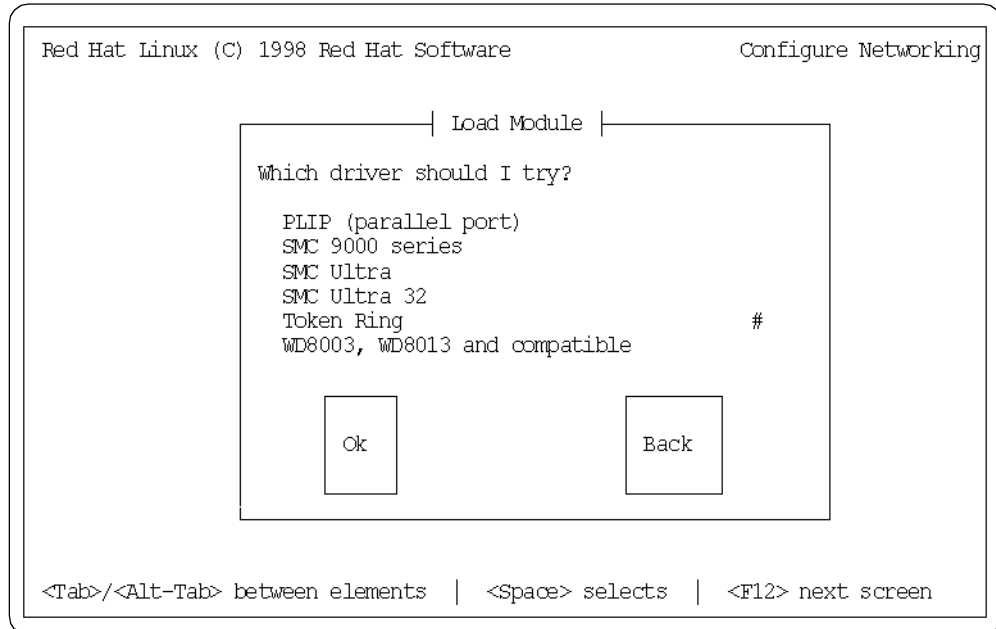 Red Hat Linux (C) 1998 Red Hat Software Configure Networking
Load Module
Which driver should I try?
PLIP (parallel port)
SMC 9000 series
SMC Ultra
SMC Ultra 32
Token Ring #
WD8003, WD8013 and compatible
Ok Back
<Tab>/<Alt-Tab> between elements | <Space> selects | <F12> next screen